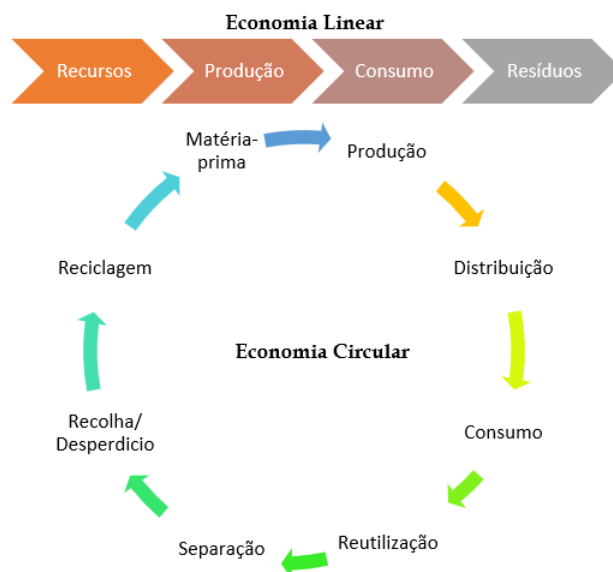 Economia Linear
Recursos
Produção
Consumo
Resíduos
Matéria-
prima
Produção
Distribuição
Consumo
Reutilização
Separação
Recolha/
Desperdicio
Reciclagem
Economia Circular